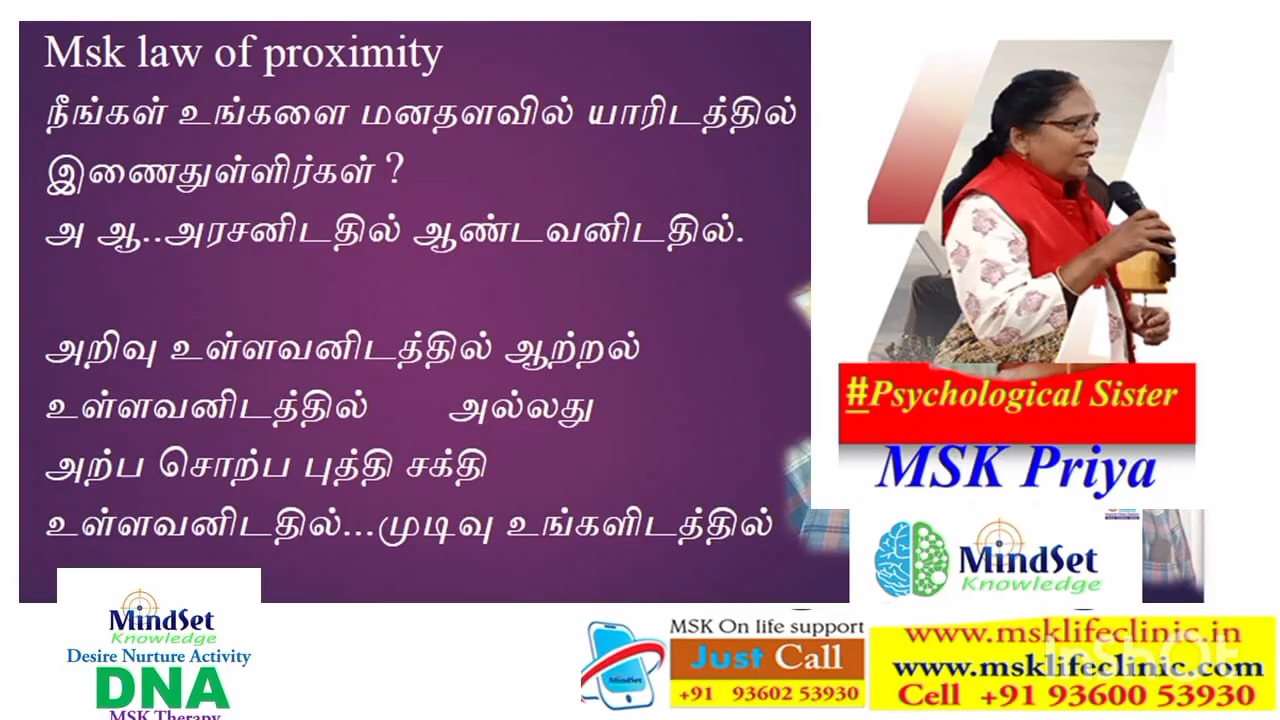 Msk law of proximity
நீங்கள் உங்களை மனதளவில் யாரிடத்தில்
இணைதுள்ளிர்கள் ?
அ ஆ..அரசனிடதில் ஆண்டவனிடதில்.
அறிவு உள்ளவனிடத்தில் ஆற்றல்
உள்ளவனிடத்தில் அல்லது
அற்ப சொற்ப புத்தி சக்தி
உள்ளவனிடதில்...முடிவு உங்களிடத்தில்
#Psychological Sister
MSK Priya
MindSet
Knowledge
MindSet
Knowledge
Desire Nurture Activity
DNA
MSK Therapy
MSK On life support
Just Call
+91 93602 53930
MindSet
www.msklifeclinic.in
www.msklifeclinic.com
Cell +91 93600 53930
InShOt